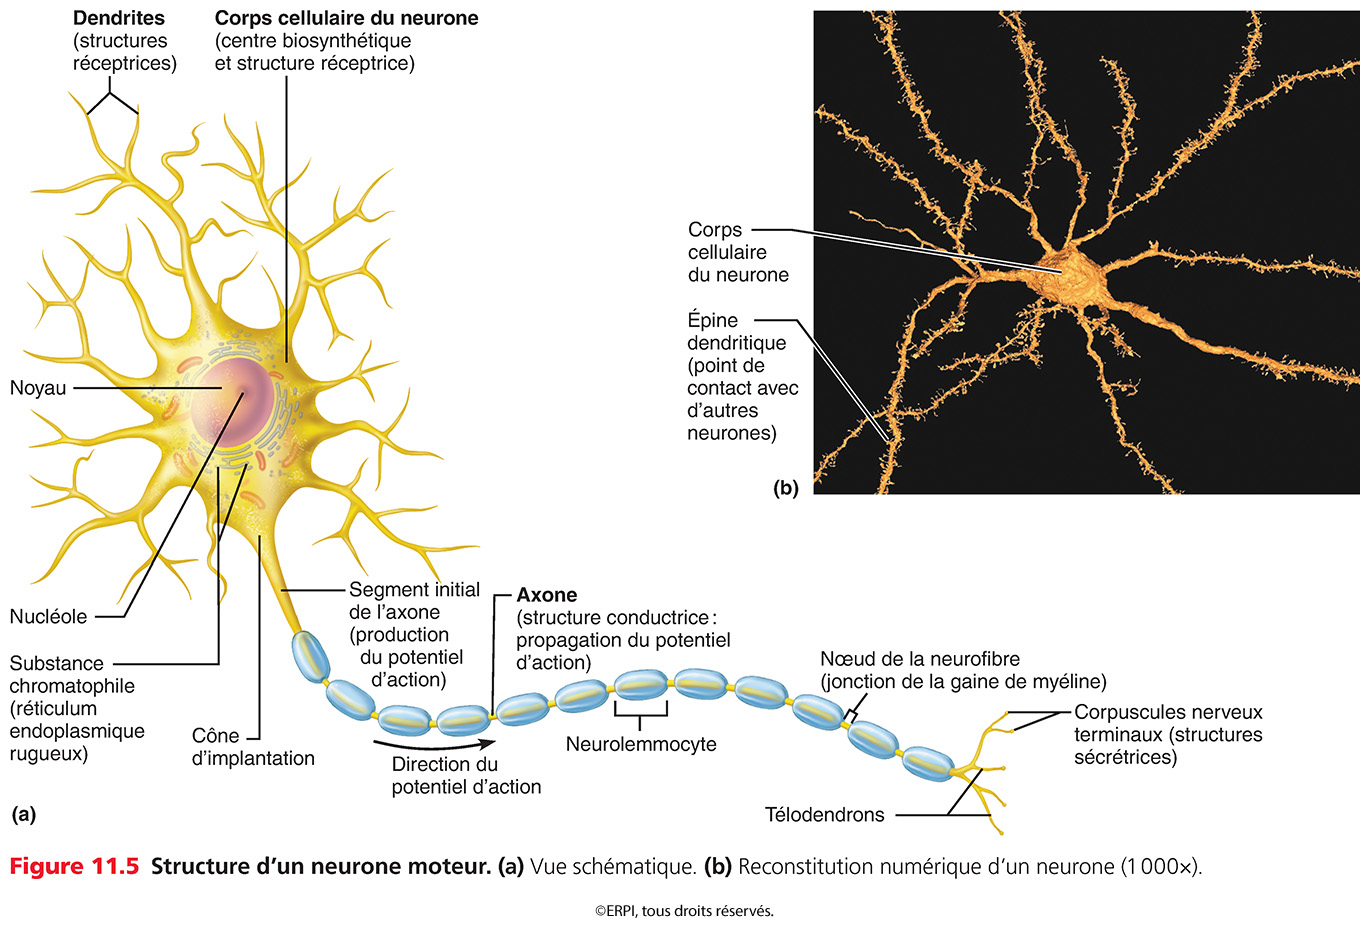 Dendrites
(structures
réceptrices)
Corps cellulaire du neurone
(centre biosynthétique
et structure réceptrice)
Noyau
Nucléole
Substance
chromatophile
(réticulum
endoplasmique
rugueux)
Cône
d’implantation
Segment initial
de l’axone
(production
du potentiel
d’action)
Axone
(structure conductrice :
propagation du potentiel
d’action)
Direction du
potentiel d’action
Neurolemmocyte
Nœud de la neurofibre
(jonction de la gaine de myéline)
Corpuscules nerveux
terminaux (structures
sécrétrices)
Télodendrons
(a)
Corps
cellulaire
du neurone
Épine
dendritique
(point de
contact avec
d’autres
neurones)
(b)
Figure 11.5 Structure d’un neurone moteur. (a) Vue schématique. (b) Reconstitution numérique d’un neurone (1 000×).
©ERPI, tous droits réservés.